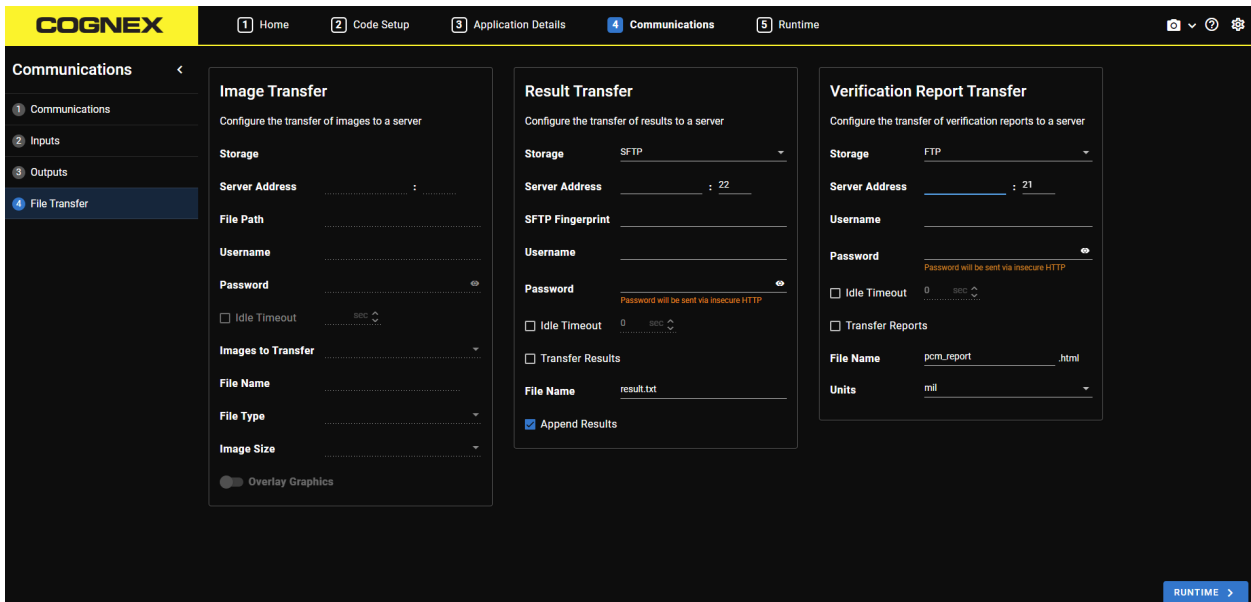 COGNEX
1 Home 2 Code Setup 3 Application Details 4 Communications 5 Runtime
Communications
1 Communications
2 Inputs
3 Outputs
4 File Transfer
Image Transfer
Configure the transfer of images to a server
Storage
Server Address :
File Path
Username
Password
Idle Timeout sec
Images to Transfer
File Name
File Type
Image Size
Overlay Graphics
Result Transfer
Configure the transfer of results to a server
Storage SFTP
Server Address : 22
SFTP Fingerprint
Username
Password
Password will be sent via insecure HTTP
Idle Timeout 0 sec
Transfer Results
File Name result.txt
Append Results
Verification Report Transfer
Configure the transfer of verification reports to a server
Storage FTP
Server Address : 21
Username
Password
Password will be sent via insecure HTTP
Idle Timeout 0 sec
Transfer Reports
File Name pcm_report .html
Units mil
RUNTIME